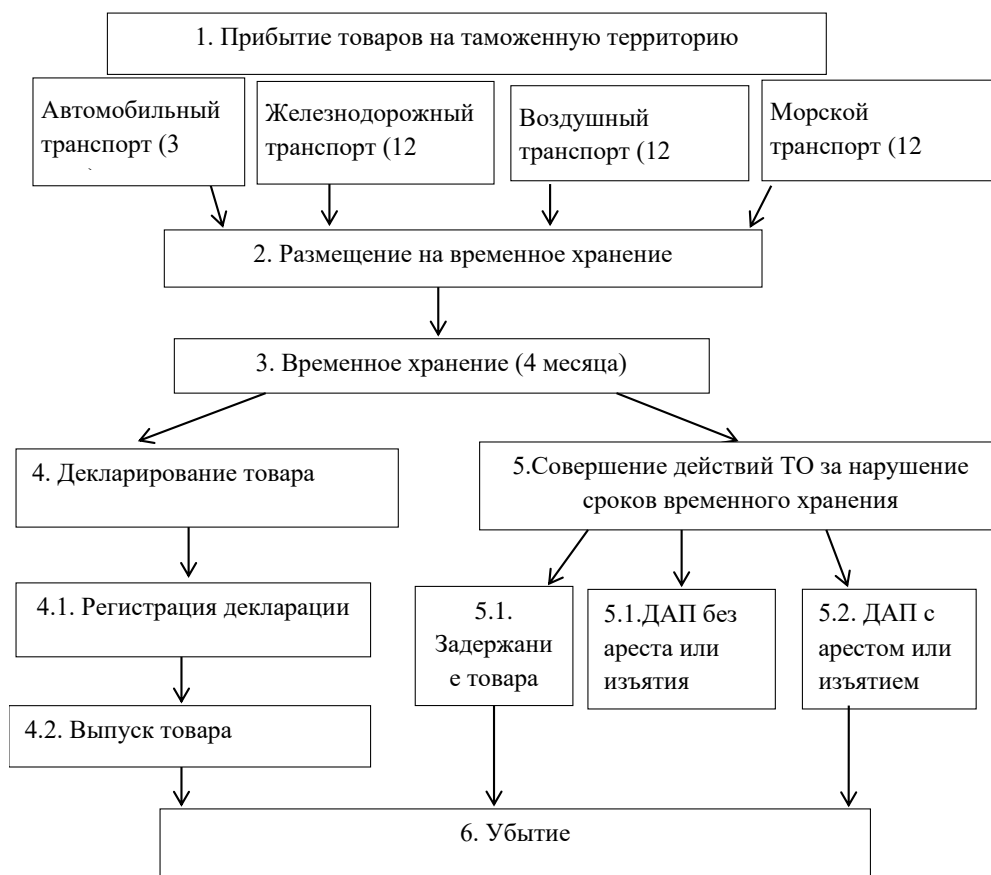 1. Прибытие товаров на таможенную территорию
Автомобильный
транспорт (3
Железнодорожный
транспорт (12
Воздушный
транспорт (12
Морской
транспорт (12
2. Размещение на временное хранение
3. Временное хранение (4 месяца)
4. Декларирование товара
5.Совершение действий ТО за нарушение
сроков временного хранения
4.1. Регистрация декларации
5.1.
Задержани
е товара
5.1.ДАП без
ареста или
изъятия
5.2. ДАП с
арестом или
изъятием
4.2. Выпуск товара
6. Убытие